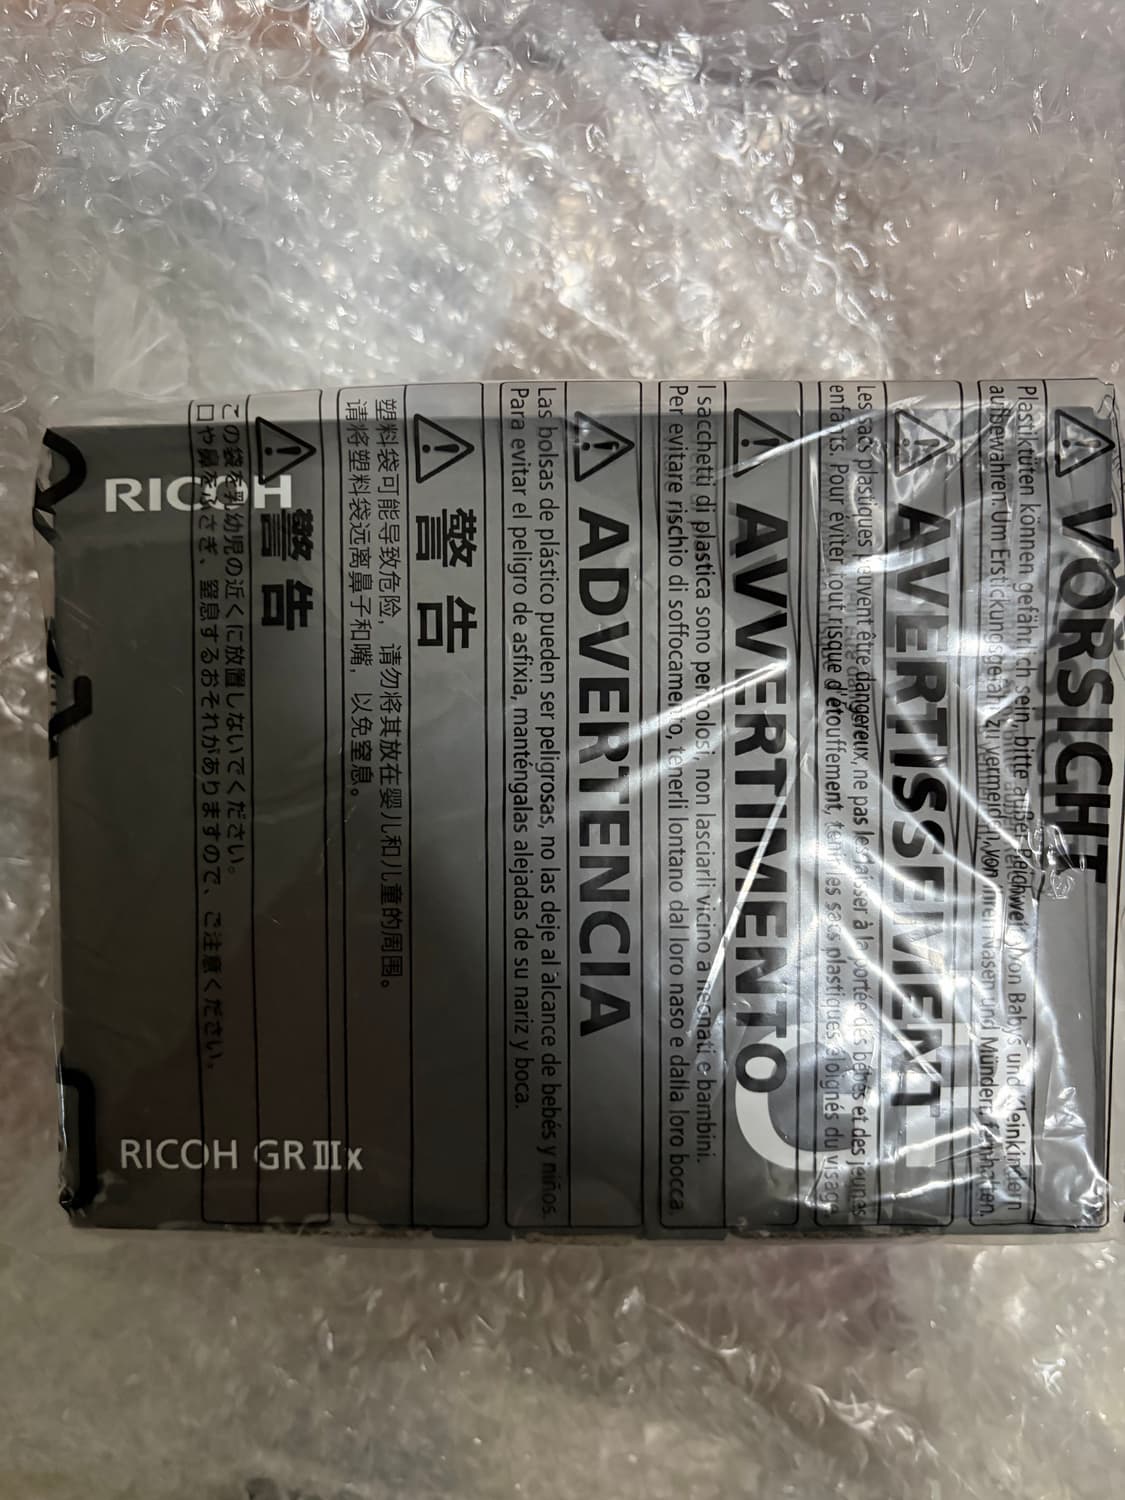 RICOH
GR
RICOH GR IIIx
VORSICHT
Plastiktüten können gefährlich sein, bitte außer Reichweite von Babys und Kleinkindern
aufbewahren. Um Erstickungsgefahr zu vermeiden, von ihren Nasen und Mündern fernhalten.
AVERTISSEMENT
Les sacs plastiques peuvent être dangereux, ne pas les laisser à la portée des bébés et des jeunes
enfants. Pour éviter tout risque d'étouffement, tenir les sacs plastiques éloignés du visage.
AVVERTIMENTO
I sacchetti di plastica sono pericolosi, non lasciarli vicino a neonati e bambini.
Per evitare rischio di soffocamento, tenerli lontano dal loro naso e dalla loro bocca.
ADVERTENCIA
Las bolsas de plástico pueden ser peligrosas, no las deje al alcance de bebés y niños.
Para evitar el peligro de asfixia, manténgalas alejadas de su nariz y boca.
警告
塑料袋可能导致危险，请勿将其放在婴儿和儿童的周围。
请将塑料袋远离鼻子和嘴，以免窒息。
警告
この袋を乳幼児の近くに放置しないでください。
口や鼻をふさぎ、窒息するおそれがありますので、ご注意ください。